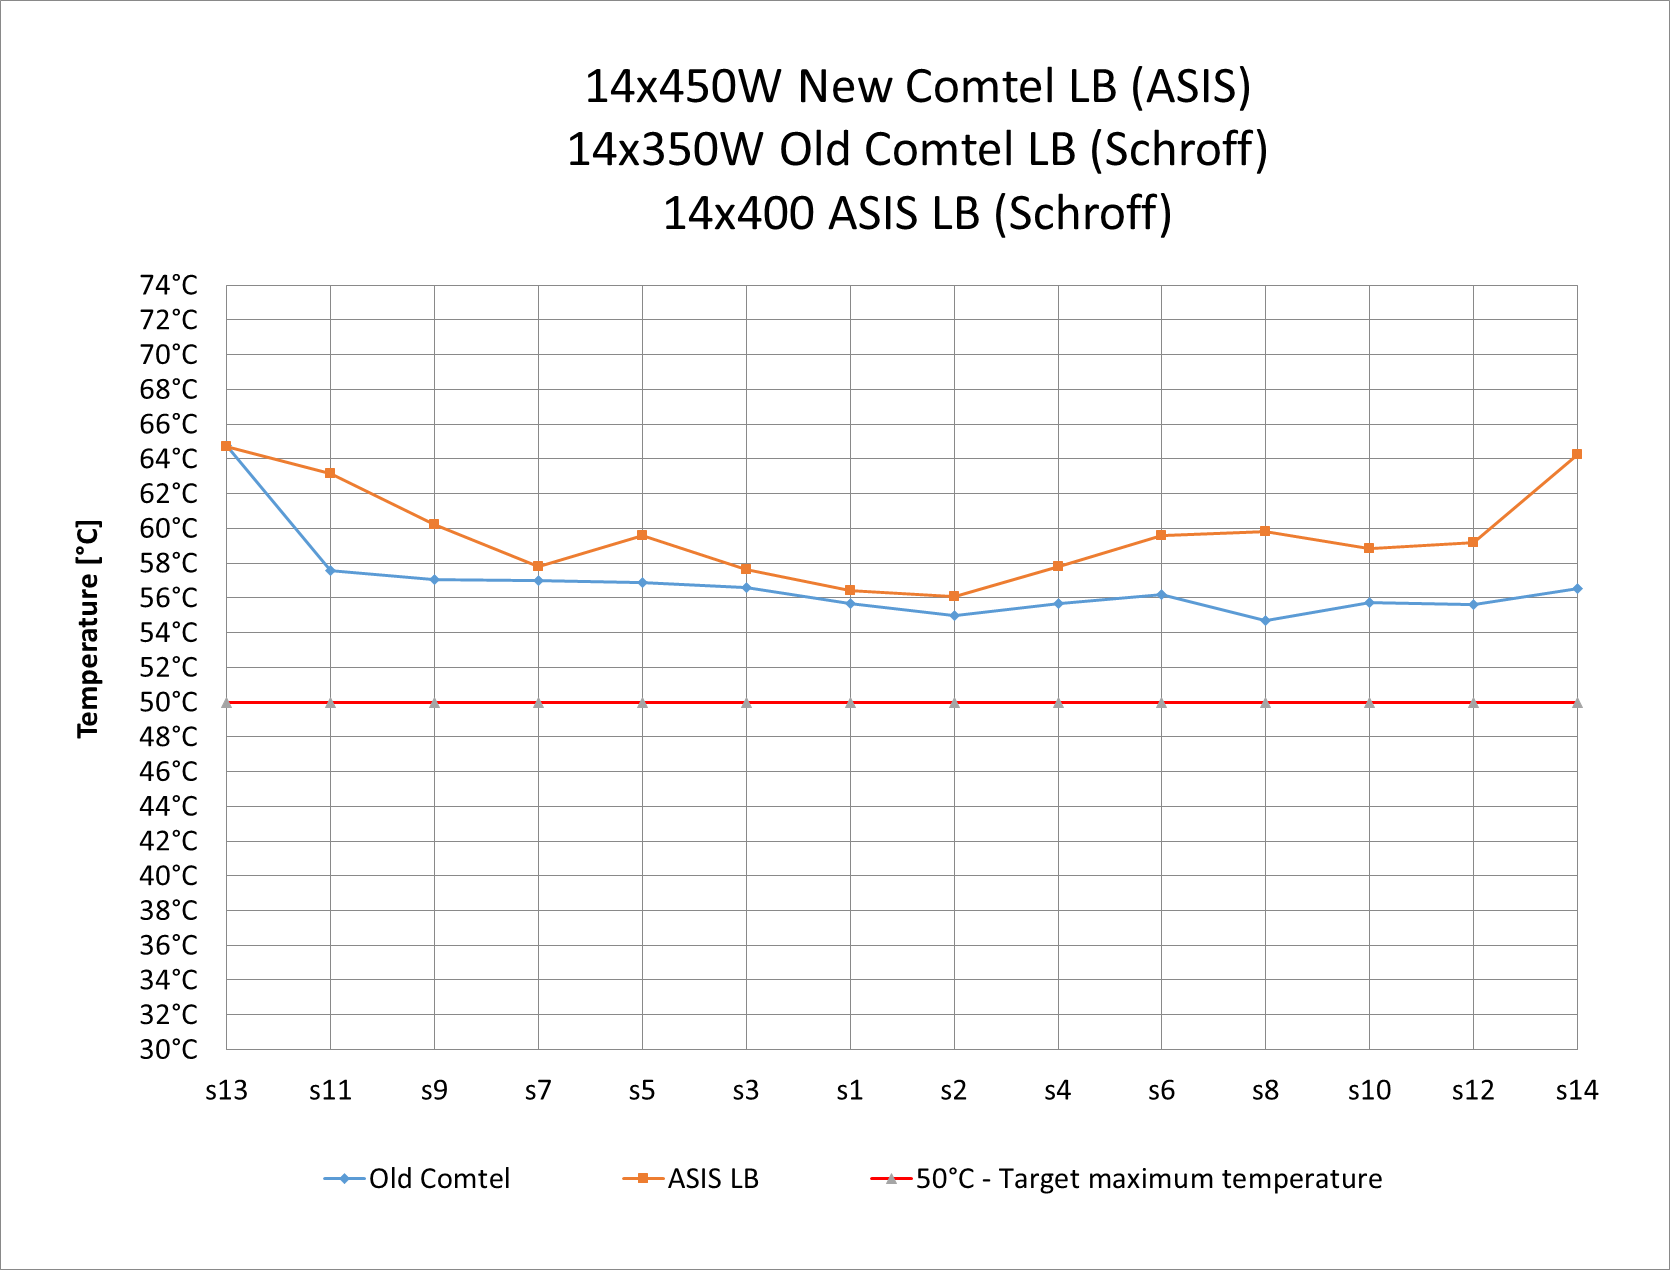 14x450W New Comtel LB (ASIS)
14x350W Old Comtel LB (Schroff)
14x400 ASIS LB (Schroff)
74°C
72°C
70°C
68°C
66°C
64°C
62°C
60°C
58°C
56°C
54°C
52°C
50°C
48°C
46°C
44°C
42°C
40°C
38°C
36°C
34°C
32°C
30°C
Temperature [°C]
s13 s11 s9 s7 s5 s3 s1 s2 s4 s6 s8 s10 s12 s14
Old Comtel ASIS LB 50°C - Target maximum temperature